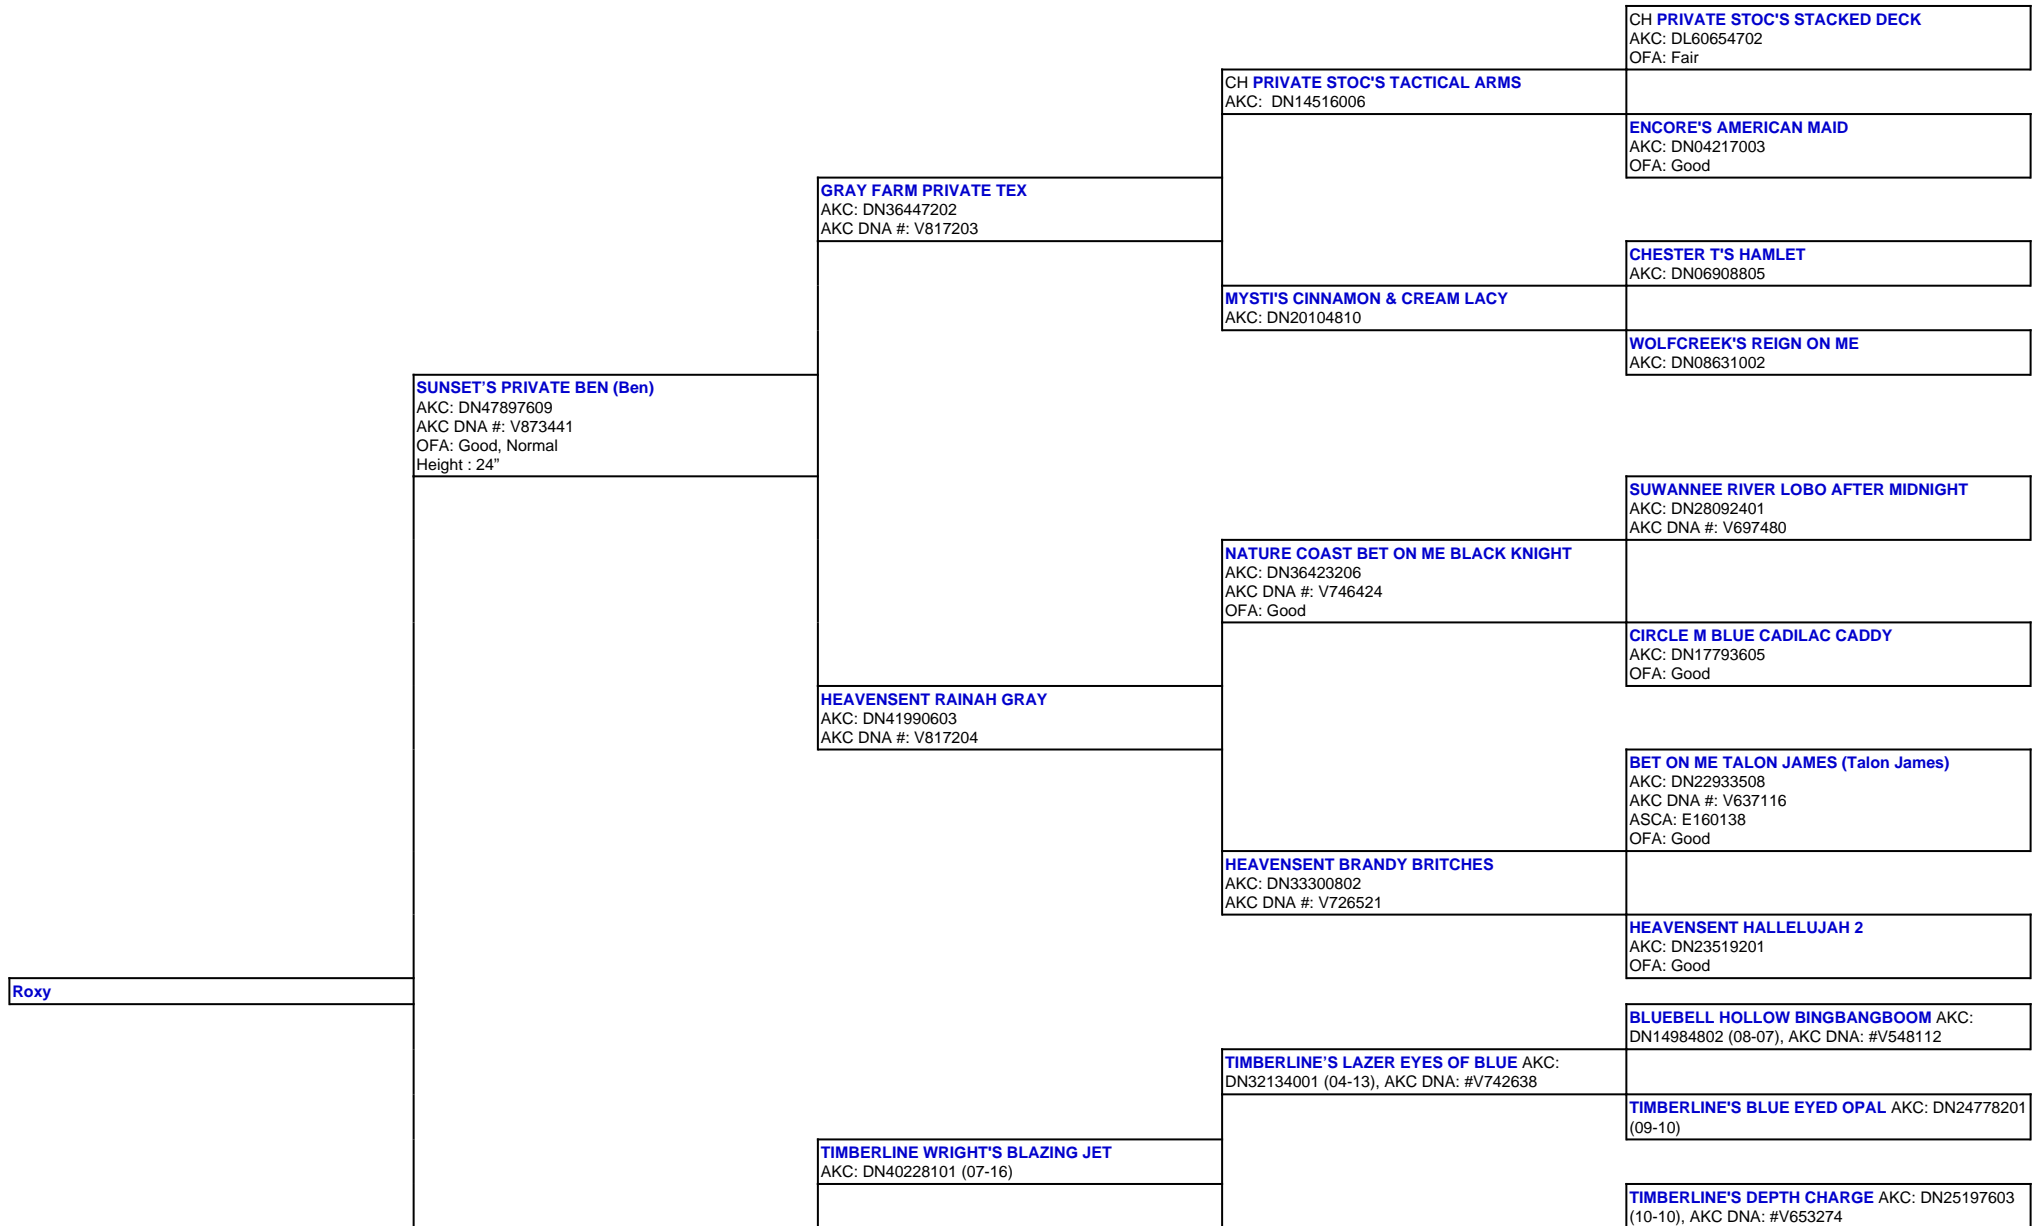 CH PRIVATE STOC'S STACKED DECK
AKC: DL60654702
OFA: Fair
CH PRIVATE STOC'S TACTICAL ARMS
AKC:  DN14516006
ENCORE'S AMERICAN MAID
AKC: DN04217003
OFA: Good
GRAY FARM PRIVATE TEX
AKC: DN36447202
AKC DNA #: V817203
CHESTER T'S HAMLET
AKC: DN06908805
MYSTI'S CINNAMON & CREAM LACY
AKC: DN20104810
WOLFCREEK'S REIGN ON ME
AKC: DN08631002
SUNSET’S PRIVATE BEN (Ben)
AKC: DN47897609
AKC DNA #: V873441
OFA: Good, Normal
Height : 24”
SUWANNEE RIVER LOBO AFTER MIDNIGHT
AKC: DN28092401
AKC DNA #: V697480
NATURE COAST BET ON ME BLACK KNIGHT
AKC: DN36423206
AKC DNA #: V746424
OFA: Good
CIRCLE M BLUE CADILAC CADDY
AKC: DN17793605
OFA: Good
HEAVENSENT RAINAH GRAY
AKC: DN41990603
AKC DNA #: V817204
BET ON ME TALON JAMES (Talon James)
AKC: DN22933508
AKC DNA #: V637116
ASCA: E160138
OFA: Good
HEAVENSENT BRANDY BRITCHES
AKC: DN33300802
AKC DNA #: V726521
HEAVENSENT HALLELUJAH 2
AKC: DN23519201
OFA: Good
Roxy
BLUEBELL HOLLOW BINGBANGBOOM AKC:
DN14984802 (08-07), AKC DNA: #V548112
TIMBERLINE’S LAZER EYES OF BLUE AKC:
DN32134001 (04-13), AKC DNA: #V742638
TIMBERLINE'S BLUE EYED OPAL AKC: DN24778201
(09-10)
TIMBERLINE WRIGHT'S BLAZING JET
AKC: DN40228101 (07-16)
TIMBERLINE'S DEPTH CHARGE AKC: DN25197603
(10-10), AKC DNA: #V653274